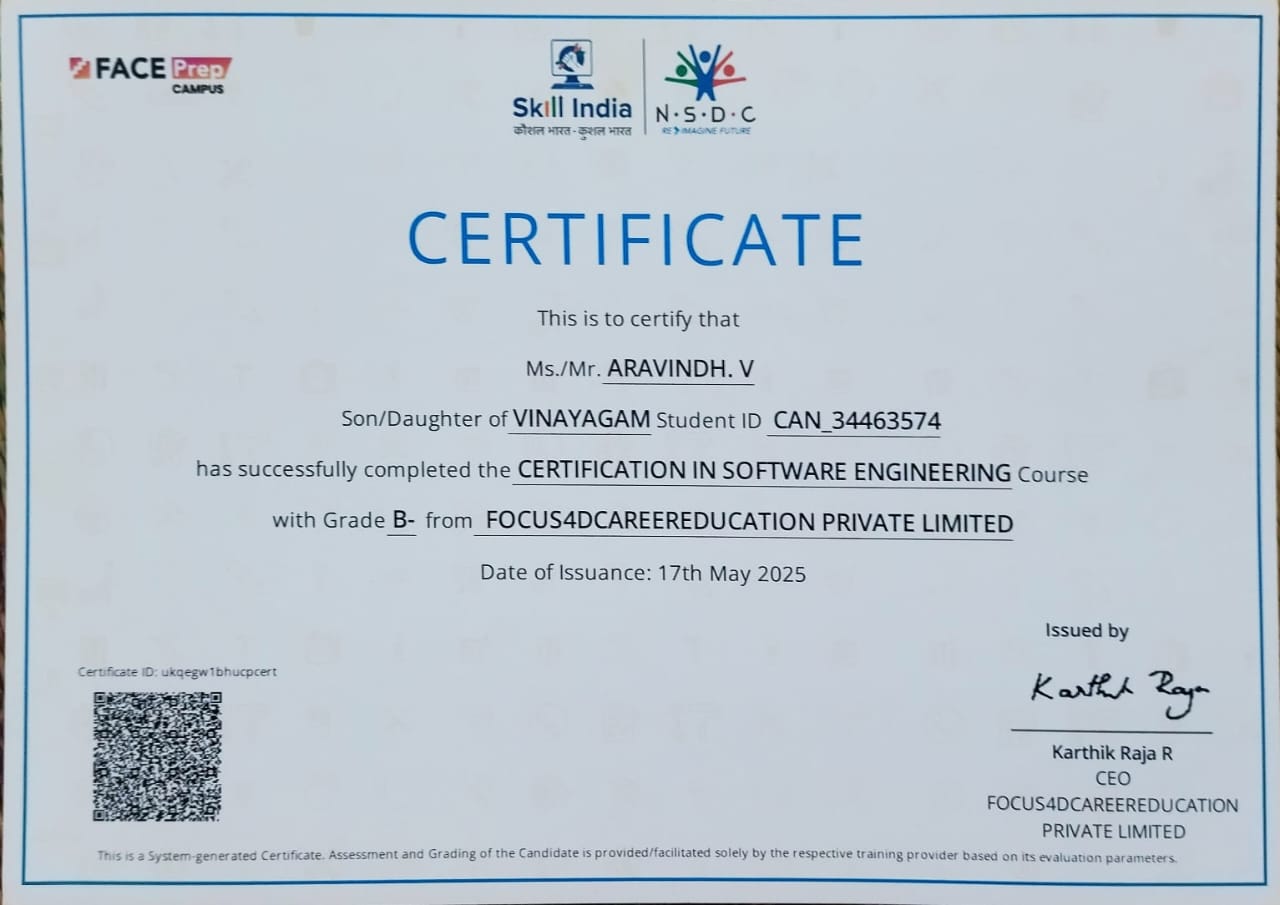 FACE Prep
CAMPUS
Skill India
कौशल भारत - कुशल भारत
N·S·D·C
RE IMAGINE FUTURE
CERTIFICATE
This is to certify that
Ms./Mr. ARAVINDH. V
Son/Daughter of VINAYAGAM Student ID CAN_34463574
has successfully completed the CERTIFICATION IN SOFTWARE ENGINEERING Course
with Grade B- from FOCUS4DCAREEREDUCATION PRIVATE LIMITED
Date of Issuance: 17th May 2025
Issued by
Certificate ID: ukqegw1bhucpcert
Karthik Raja
Karthik Raja R
CEO
FOCUS4DCAREEREDUCATION
PRIVATE LIMITED
This is a System-generated Certificate. Assessment and Grading of the Candidate is provided/facilitated solely by the respective training provider based on its evaluation parameters.